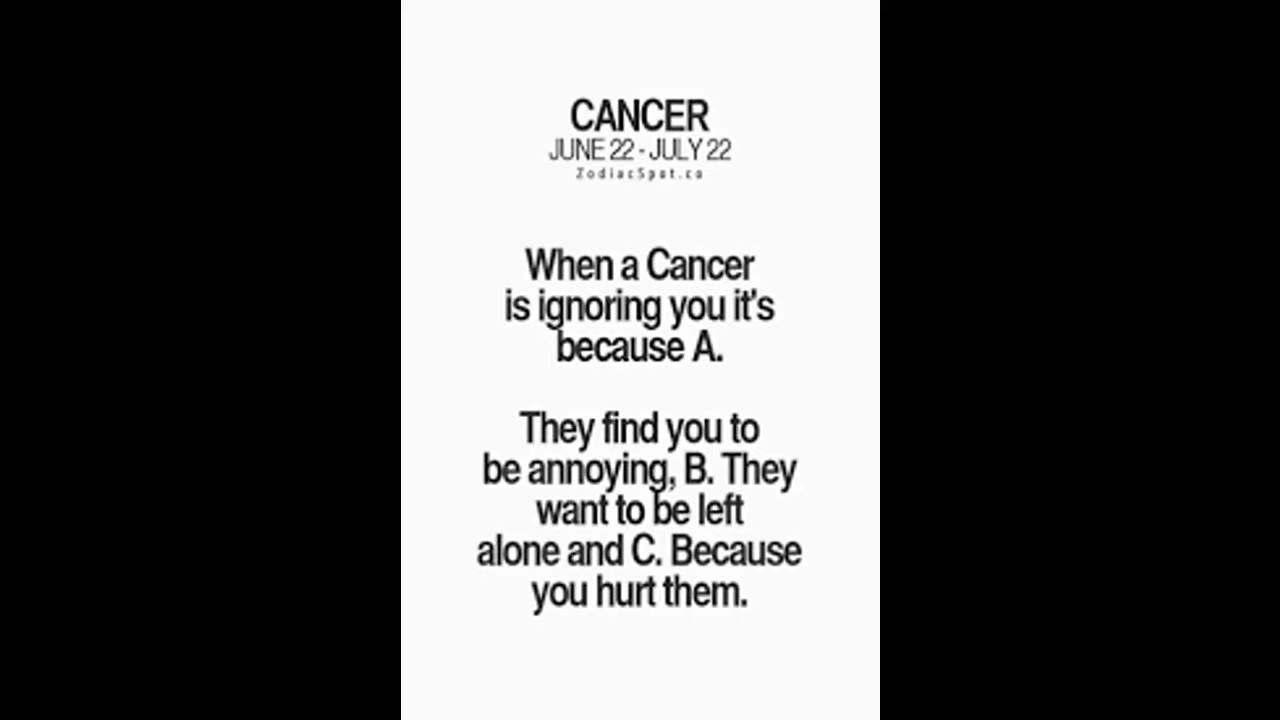 CANCER
JUNE 22 - JULY 22
ZodiacSpot.co
When a Cancer
is ignoring you it's
because A.
They find you to
be annoying, B. They
want to be left
alone and C. Because
you hurt them.